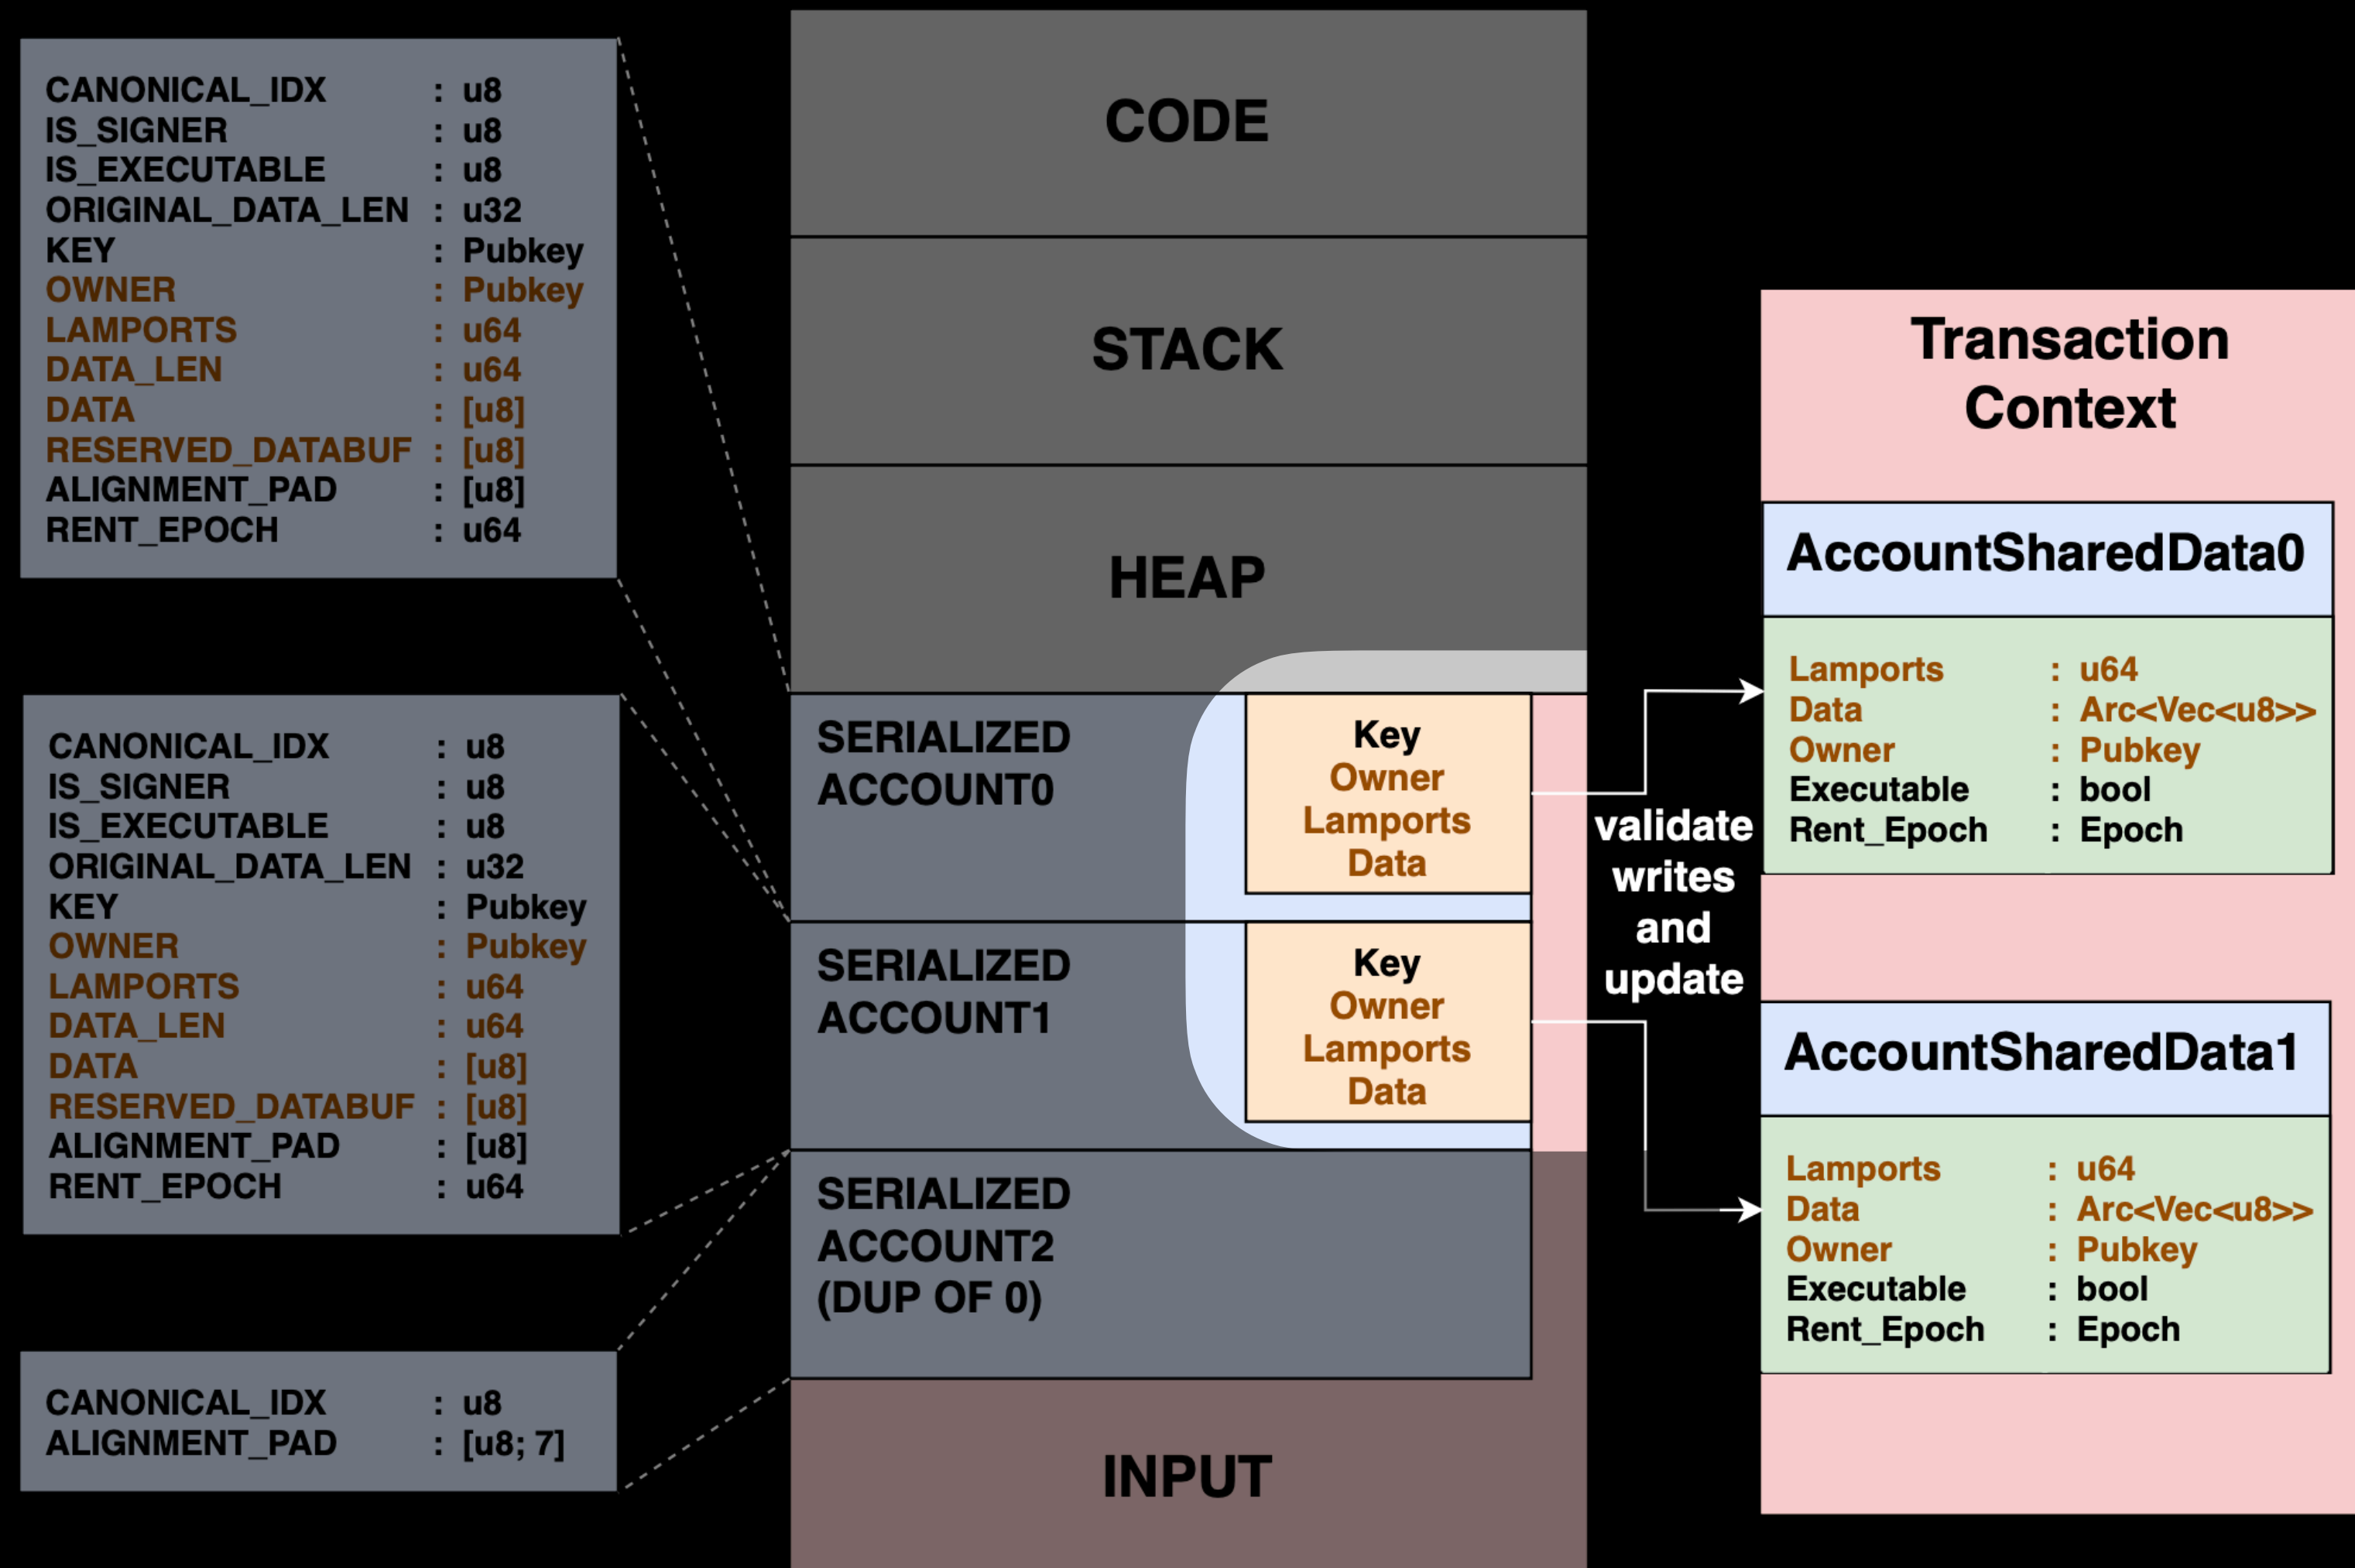 CANONICAL_IDX : u8
IS_SIGNER : u8
IS_EXECUTABLE : u8
ORIGINAL_DATA_LEN : u32
KEY : Pubkey
OWNER : Pubkey
LAMPORTS : u64
DATA_LEN : u64
DATA : [u8]
RESERVED_DATABUF : [u8]
ALIGNMENT_PAD : [u8]
RENT_EPOCH : u64
CANONICAL_IDX : u8
IS_SIGNER : u8
IS_EXECUTABLE : u8
ORIGINAL_DATA_LEN : u32
KEY : Pubkey
OWNER : Pubkey
LAMPORTS : u64
DATA_LEN : u64
DATA : [u8]
RESERVED_DATABUF : [u8]
ALIGNMENT_PAD : [u8]
RENT_EPOCH : u64
CANONICAL_IDX : u8
ALIGNMENT_PAD : [u8; 7]
CODE
STACK
HEAP
SERIALIZED
ACCOUNT0
Key
Owner
Lamports
Data
SERIALIZED
ACCOUNT1
Key
Owner
Lamports
Data
SERIALIZED
ACCOUNT2
(DUP OF 0)
INPUT
validate
writes
and
update
Transaction
Context
AccountSharedData0
Lamports : u64
Data : Arc<Vec<u8>>
Owner : Pubkey
Executable : bool
Rent_Epoch : Epoch
AccountSharedData1
Lamports : u64
Data : Arc<Vec<u8>>
Owner : Pubkey
Executable : bool
Rent_Epoch : Epoch